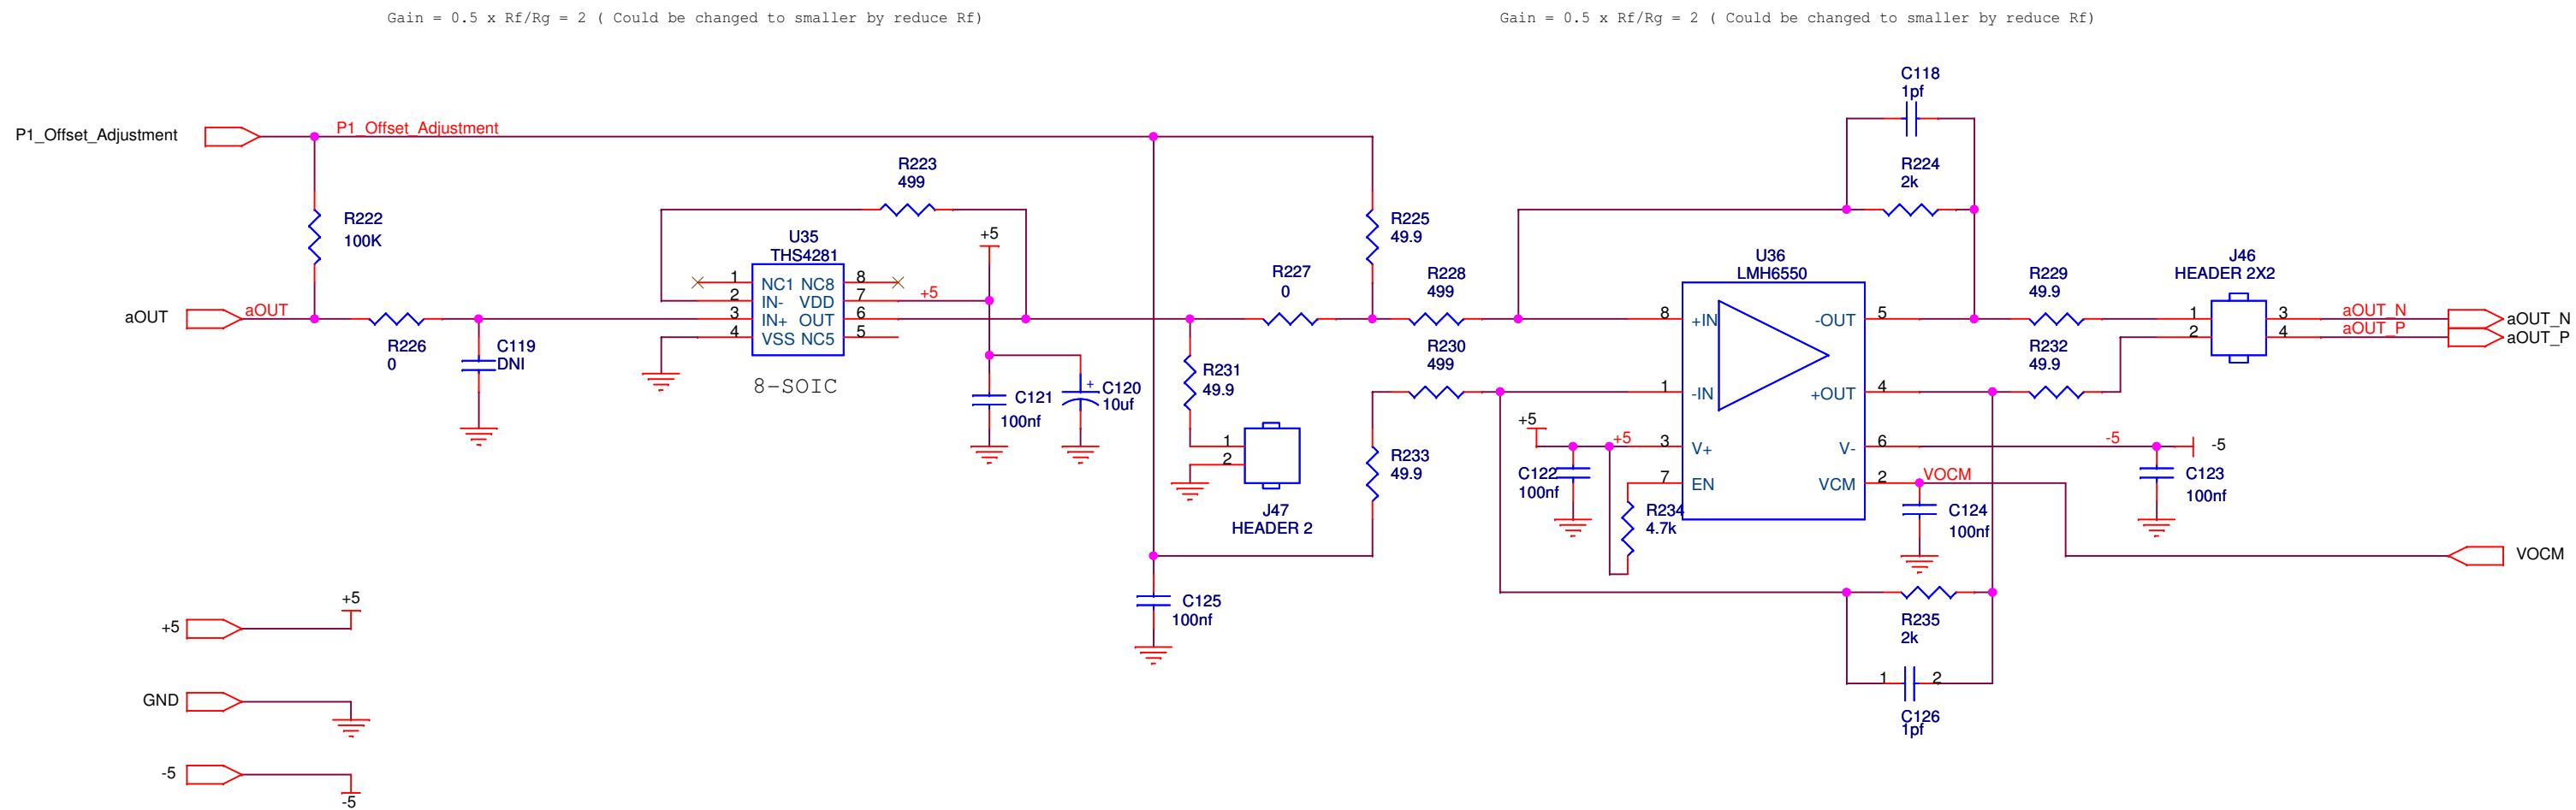 Gain = 0.5 x Rf/Rg = 2 ( Could be changed to smaller by reduce Rf)
Gain = 0.5 x Rf/Rg = 2 ( Could be changed to smaller by reduce Rf)
C118
1pf
P1_Offset_Adjustment
P1_Offset_Adjustment
R223
499
R224
2k
R222
100K
R225
49.9
U35
THS4281
+5
1
NC1
NC8
8
2
IN-
VDD
7
+5
3
IN+
OUT
6
4
VSS
NC5
5
8-SOIC
aOUT
aOUT
R226
0
C119
DNI
C121
100nf
+
C120
10uf
R227
0
R228
499
R230
499
R231
49.9
1
2
J47
HEADER 2
R233
49.9
U36
LMH6550
8
+IN
-OUT
5
1
-IN
+OUT
4
+5
+5
3
V+
V-
6
-5
-5
7
EN
VCM
2
VOCM
C122
100nf
R234
4.7k
C124
100nf
C123
100nf
R229
49.9
R232
49.9
J46
HEADER 2X2
1
3
2
4
aOUT_N
aOUT_N
aOUT_P
aOUT_P
VOCM
C125
100nf
R235
2k
1
2
C126
1pf
+5
+5
GND
-5
-5